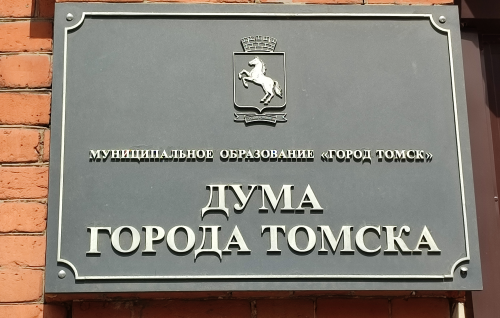 МУНИЦИПАЛЬНОЕ ОБРАЗОВАНИЕ «ГОРОД ТОМСК»
ДУМА
ГОРОДА ТОМСКА